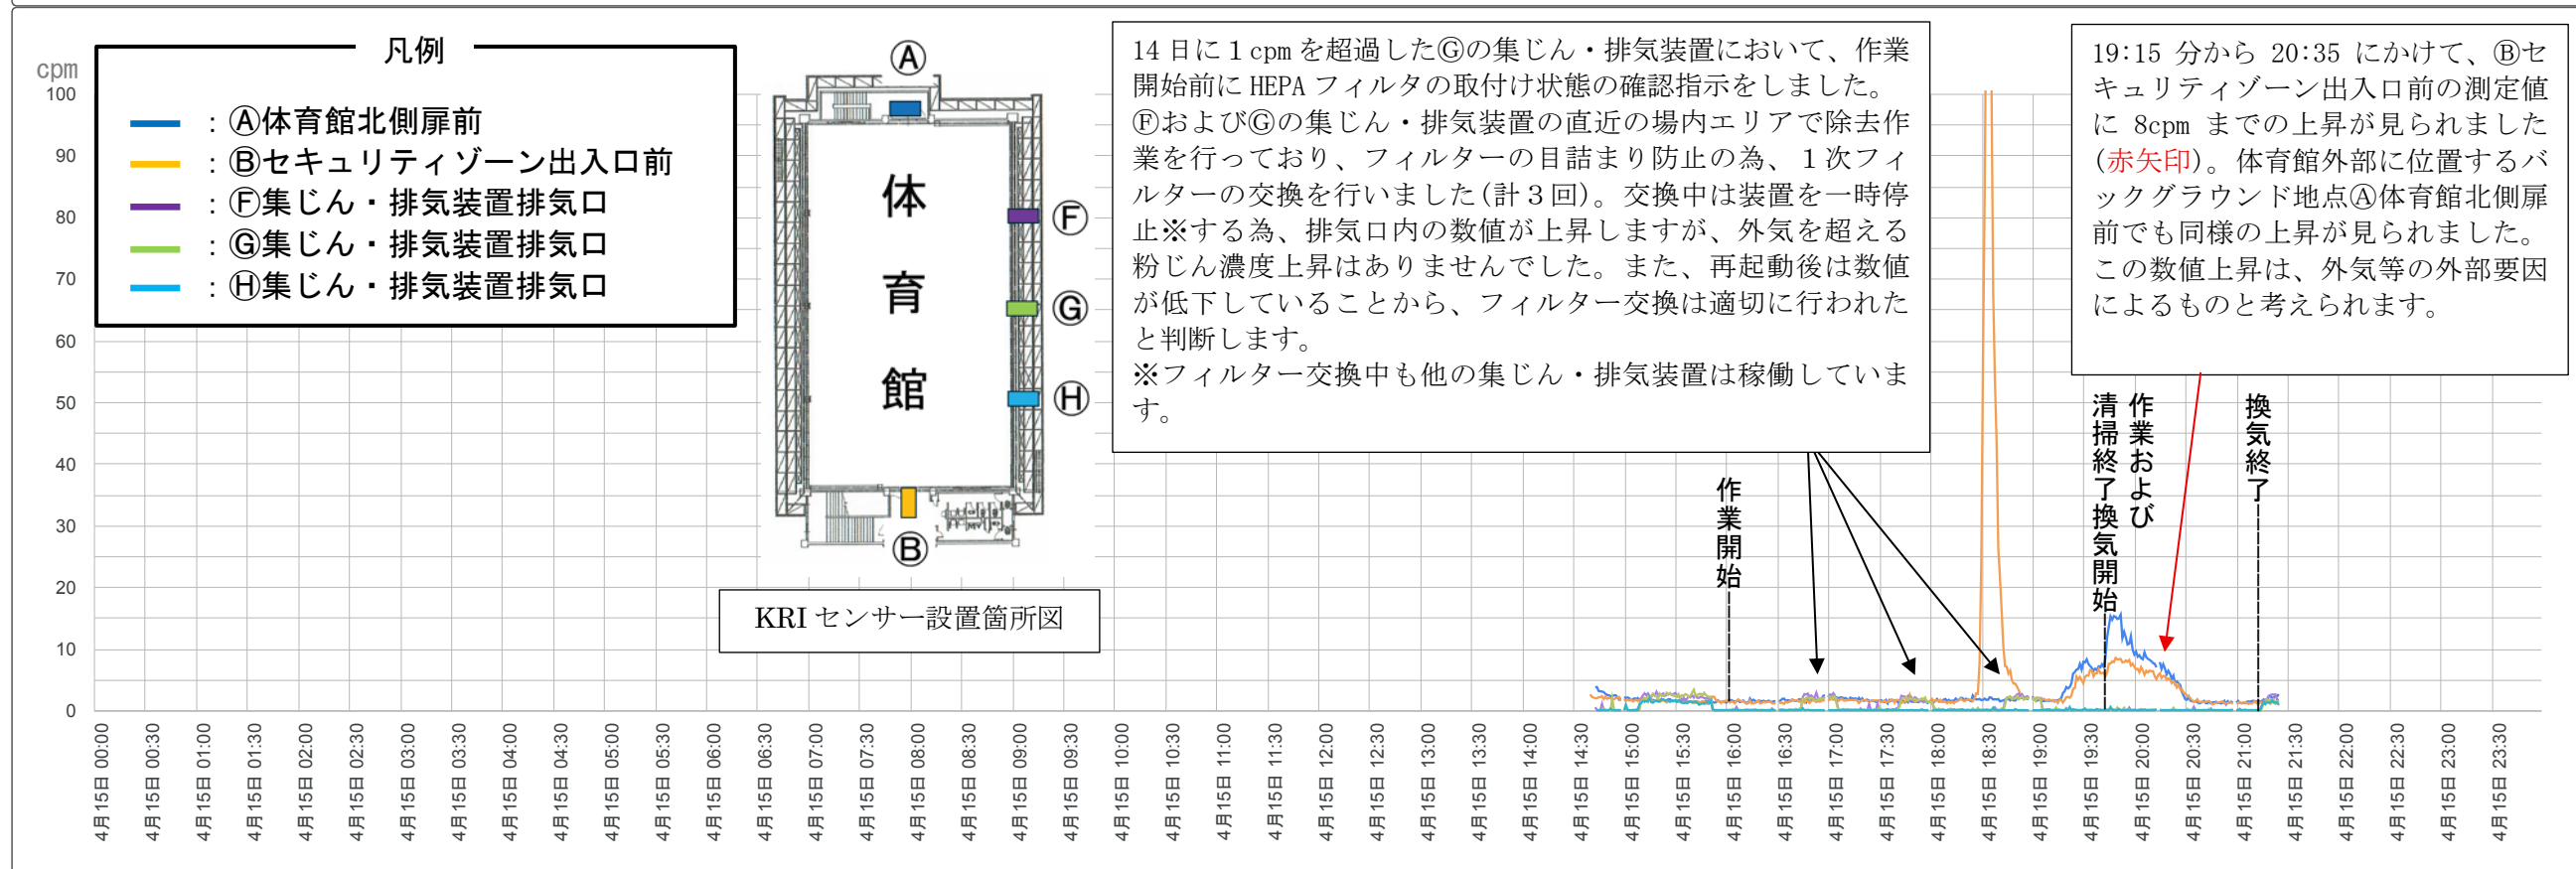 凡例
cpm
：Ⓐ体育館北側扉前
：Ⓑセキュリティゾーン出入口前
：Ⓕ集じん・排気装置排気口
：Ⓖ集じん・排気装置排気口
：Ⓗ集じん・排気装置排気口
Ⓐ
体育館
Ⓕ
Ⓖ
Ⓗ
Ⓑ
KRIセンサー設置箇所図
14日に１cpmを超過したⒼの集じん・排気装置において、作業
開始前にHEPAフィルタの取付け状態の確認指示をしました。
ⒻおよびⒼの集じん・排気装置の直近の場内エリアで除去作
業を行っており、フィルターの目詰まり防止の為、１次フィ
ルターの交換を行いました(計３回)。交換中は装置を一時停
止※する為、排気口内の数値が上昇しますが、外気を超える
粉じん濃度上昇はありませんでした。また、再起動後は数値
が低下していることから、フィルター交換は適切に行われた
と判断します。
※フィルター交換中も他の集じん・排気装置は稼働していま
す。
19:15 分から 20:35 にかけて、Ⓑセ
キュリティゾーン出入口前の測定値
に 8cpm までの上昇が見られました
(赤矢印)。体育館外部に位置するバ
ックグラウンド地点Ⓐ体育館北側扉
前でも同様の上昇が見られました。
この数値上昇は、外気等の外部要因
によるものと考えられます。
作業開始
作業および
清掃終了換気開始
換気終了
100
90
80
70
60
50
40
30
20
10
0
4月15日 00:00
4月15日 00:30
4月15日 01:00
4月15日 01:30
4月15日 02:00
4月15日 02:30
4月15日 03:00
4月15日 03:30
4月15日 04:00
4月15日 04:30
4月15日 05:00
4月15日 05:30
4月15日 06:00
4月15日 06:30
4月15日 07:00
4月15日 07:30
4月15日 08:00
4月15日 08:30
4月15日 09:00
4月15日 09:30
4月15日 10:00
4月15日 10:30
4月15日 11:00
4月15日 11:30
4月15日 12:00
4月15日 12:30
4月15日 13:00
4月15日 13:30
4月15日 14:00
4月15日 14:30
4月15日 15:00
4月15日 15:30
4月15日 16:00
4月15日 16:30
4月15日 17:00
4月15日 17:30
4月15日 18:00
4月15日 18:30
4月15日 19:00
4月15日 19:30
4月15日 20:00
4月15日 20:30
4月15日 21:00
4月15日 21:30
4月15日 22:00
4月15日 22:30
4月15日 23:00
4月15日 23:30